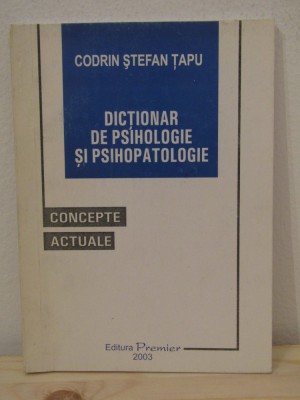 CODRIN ŞTEFAN ŢAPU
DICŢIONAR
DE PSIHOLOGIE
ŞI PSIHOPATOLOGIE
CONCEPTE
ACTUALE
Editura Premier
2003